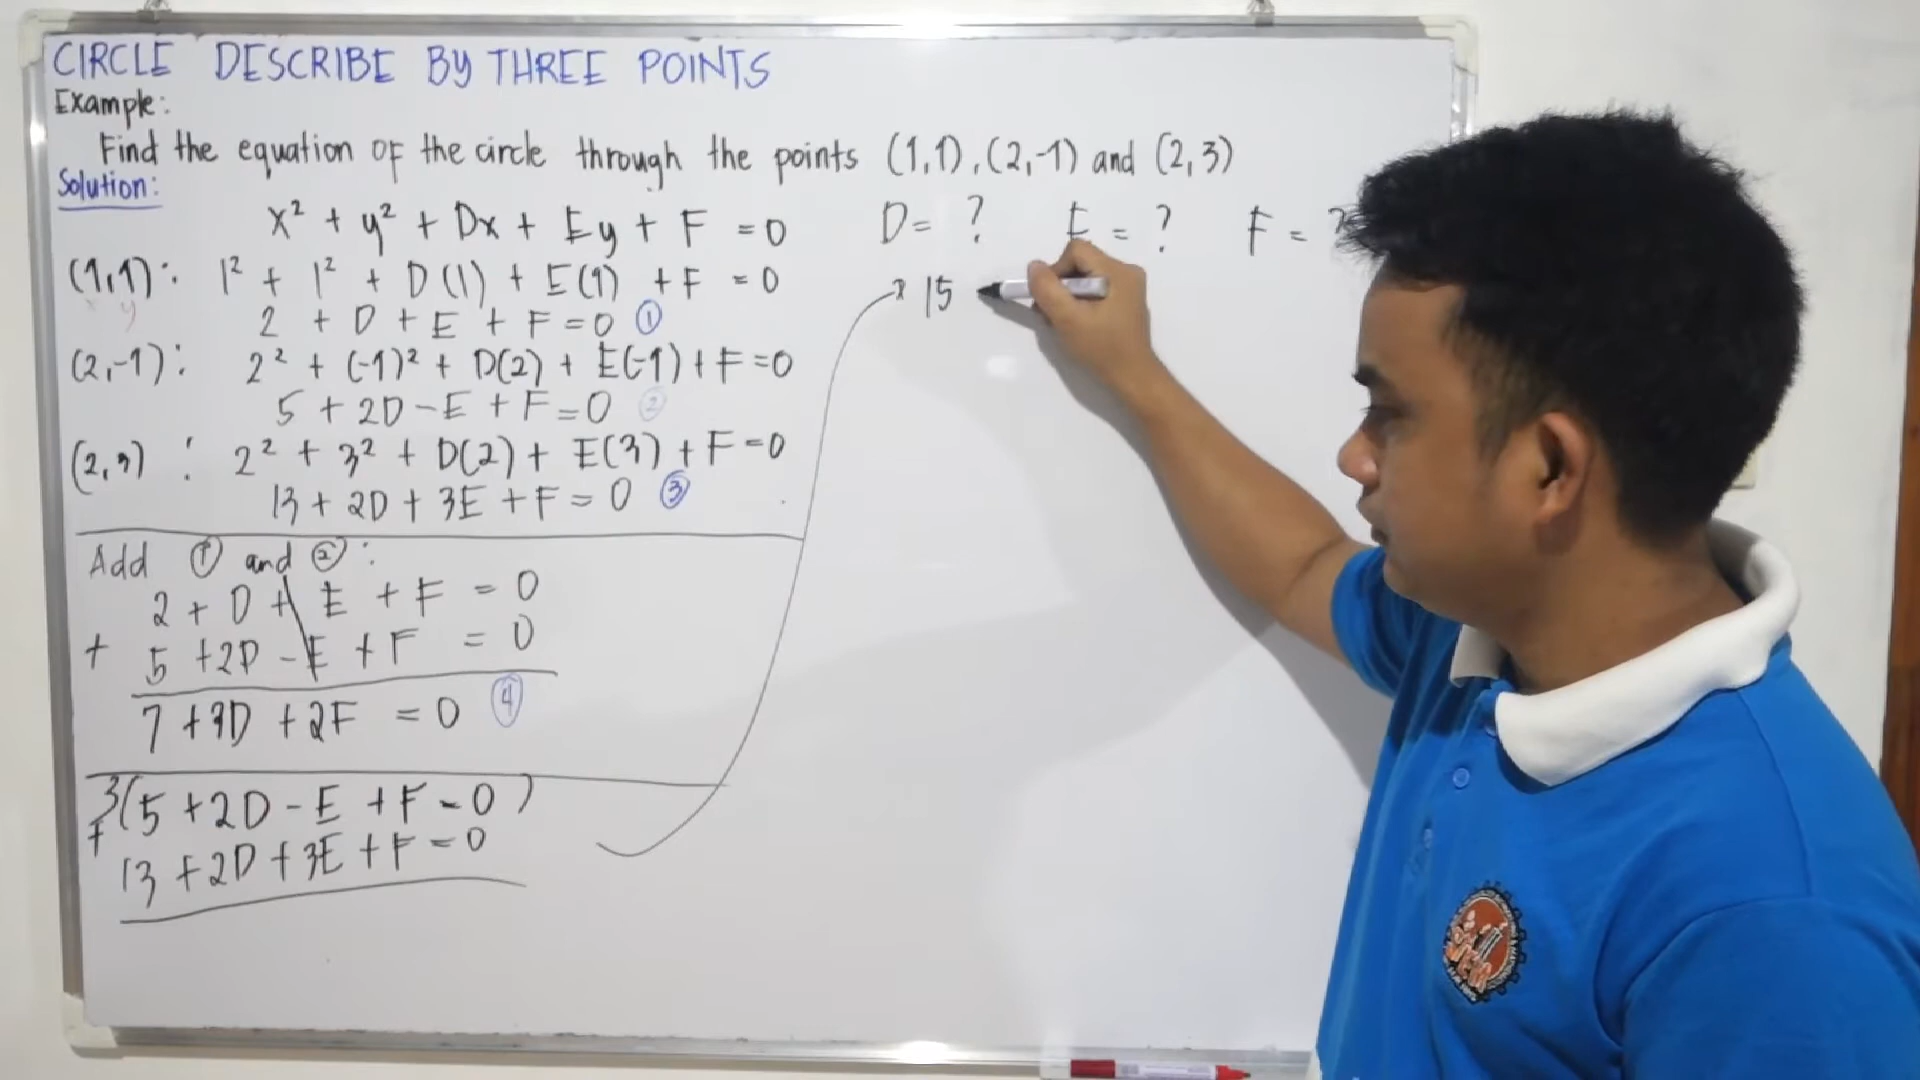 CIRCLE DESCRIBE BY THREE POINTS
Example:
Find the equation of the circle through the points (1,1), (2,-1) and (2,3)
Solution:
x² + y² + Dx + Ey + F = 0
D = ? E = ? F = ?
(1,1): 1² + 1² + D(1) + E(1) + F = 0
x y
2 + D + E + F = 0 ①
(2,-1): 2² + (-1)² + D(2) + E(-1) + F = 0
5 + 2D - E + F = 0 ②
(2,3): 2² + 3² + D(2) + E(3) + F = 0
13 + 2D + 3E + F = 0 ③
Add ① and ②:
2 + D + E + F = 0
+ 5 + 2D - E + F = 0
7 + 3D + 2F = 0 ④
3(5 + 2D - E + F = 0)
+ 13 + 2D + 3E + F = 0
15